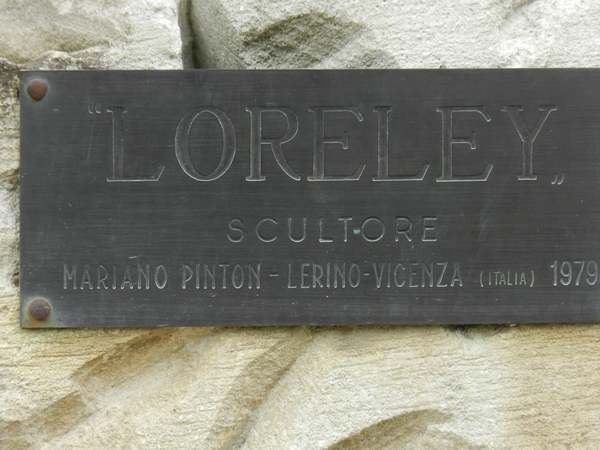 “LORELEY„
SCULTORE
MARIANO PINTON - LERINO-VICENZA (ITALIA) 1979